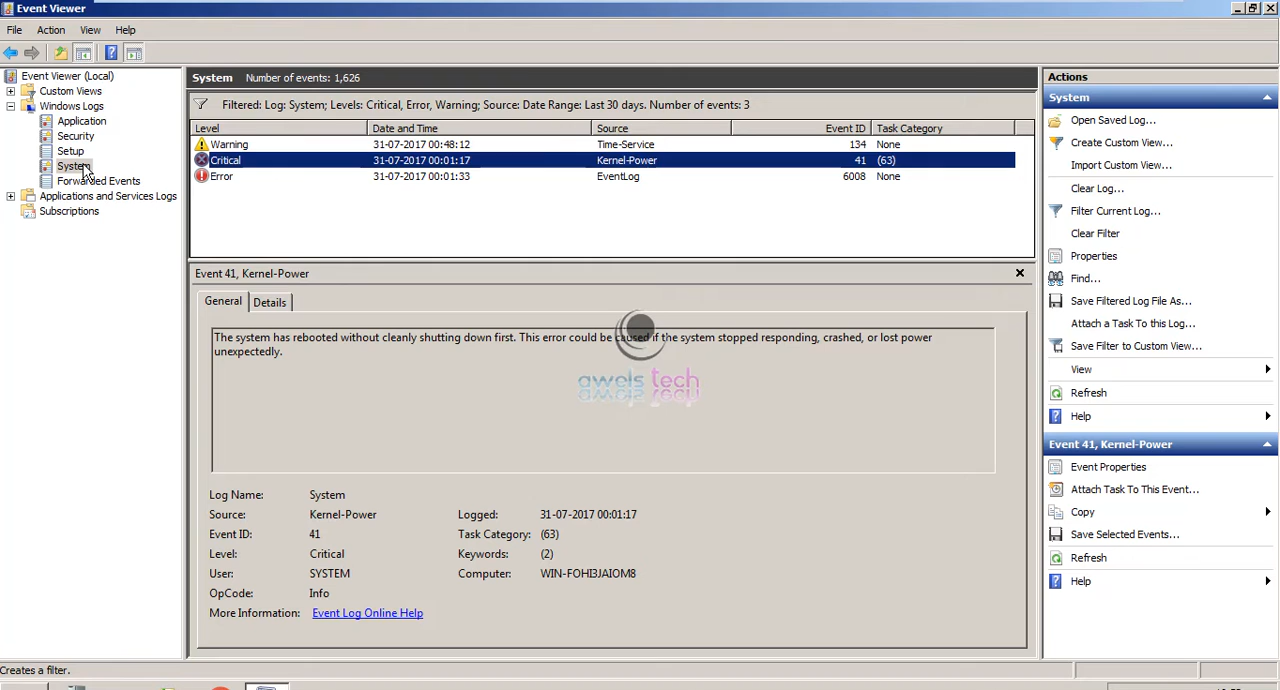 Event Viewer
File Action View Help
Event Viewer (Local)
Custom Views
Windows Logs
Application
Security
Setup
System
Forwarded Events
Applications and Services Logs
Subscriptions
System Number of events: 1,626
Filtered: Log: System; Levels: Critical, Error, Warning; Source: Date Range: Last 30 days. Number of events: 3
Level Date and Time Source Event ID Task Category
Warning 31-07-2017 00:48:12 Time-Service 134 None
Critical 31-07-2017 00:01:17 Kernel-Power 41 (63)
Error 31-07-2017 00:01:33 EventLog 6008 None
Event 41, Kernel-Power
General Details
The system has rebooted without cleanly shutting down first. This error could be caused if the system stopped responding, crashed, or lost power
unexpectedly.
awels tech
Log Name: System
Source: Kernel-Power Logged: 31-07-2017 00:01:17
Event ID: 41 Task Category: (63)
Level: Critical Keywords: (2)
User: SYSTEM Computer: WIN-FOHI3JAIOM8
OpCode: Info
More Information: Event Log Online Help
Actions
System
Open Saved Log...
Create Custom View...
Import Custom View...
Clear Log...
Filter Current Log...
Clear Filter
Properties
Find...
Save Filtered Log File As...
Attach a Task To this Log...
Save Filter to Custom View...
View
Refresh
Help
Event 41, Kernel-Power
Event Properties
Attach Task To This Event...
Copy
Save Selected Events...
Refresh
Help
Creates a filter.